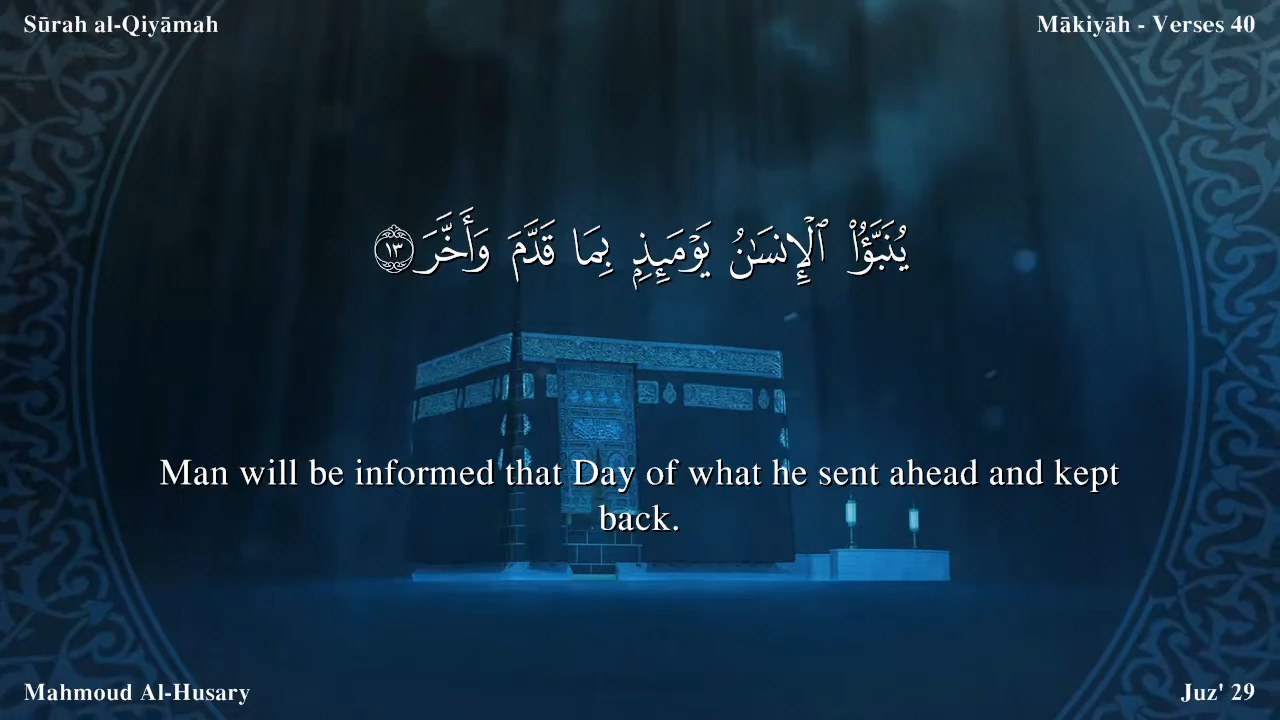 Sūrah al-Qiyāmah
Mākiyāh - Verses 40
يُنَبَّؤُا۟ ٱلْإِنسَـٰنُ يَوْمَئِذٍۭ بِمَا قَدَّمَ وَأَخَّرَ ١٣
Man will be informed that Day of what he sent ahead and kept
back.
Mahmoud Al-Husary
Juz' 29